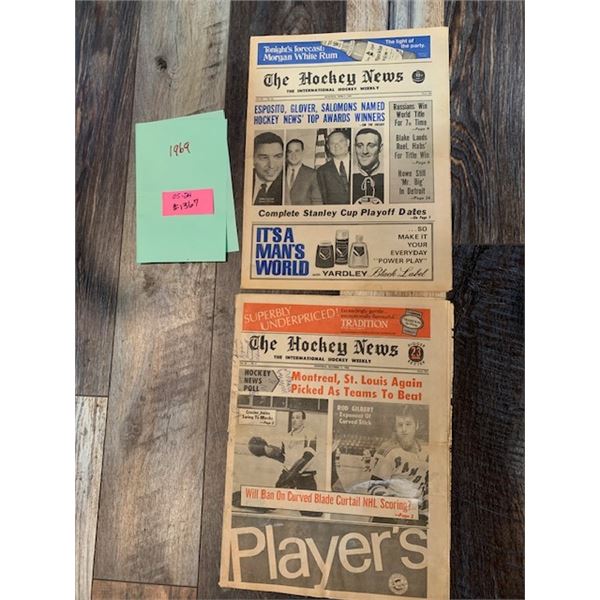 1969
#1367
Tonight's forecast:
Morgan White Rum
The light of
the party.
The Hockey News
THE INTERNATIONAL HOCKEY WEEKLY
ESPOSITO, GLOVER, SALOMONS NAMED
HOCKEY NEWS' TOP AWARDS WINNERS
Russians Win
World Title
For 7th Time
Blake Lands
Reel, Habs'
For Title Win
Howe Still
'Mr. Big'
In Detroit
Complete Stanley Cup Playoff Dates
IT'S A
MAN'S
WORLD
with YARDLEY Black Label
...SO
MAKE IT
YOUR
EVERYDAY
"POWER PLAY"
SUPERBLY
UNDERPRICED!
TRADITION
The Hockey News
23
THE INTERNATIONAL HOCKEY WEEKLY
HOCKEY
NEWS
POLL
Montreal, St. Louis Again
Picked As Teams To Beat
ROD GILBERT
Exponent Of
Curved Stick
Will Ban On Curved Blade Curtail NHL Scoring?
Player's